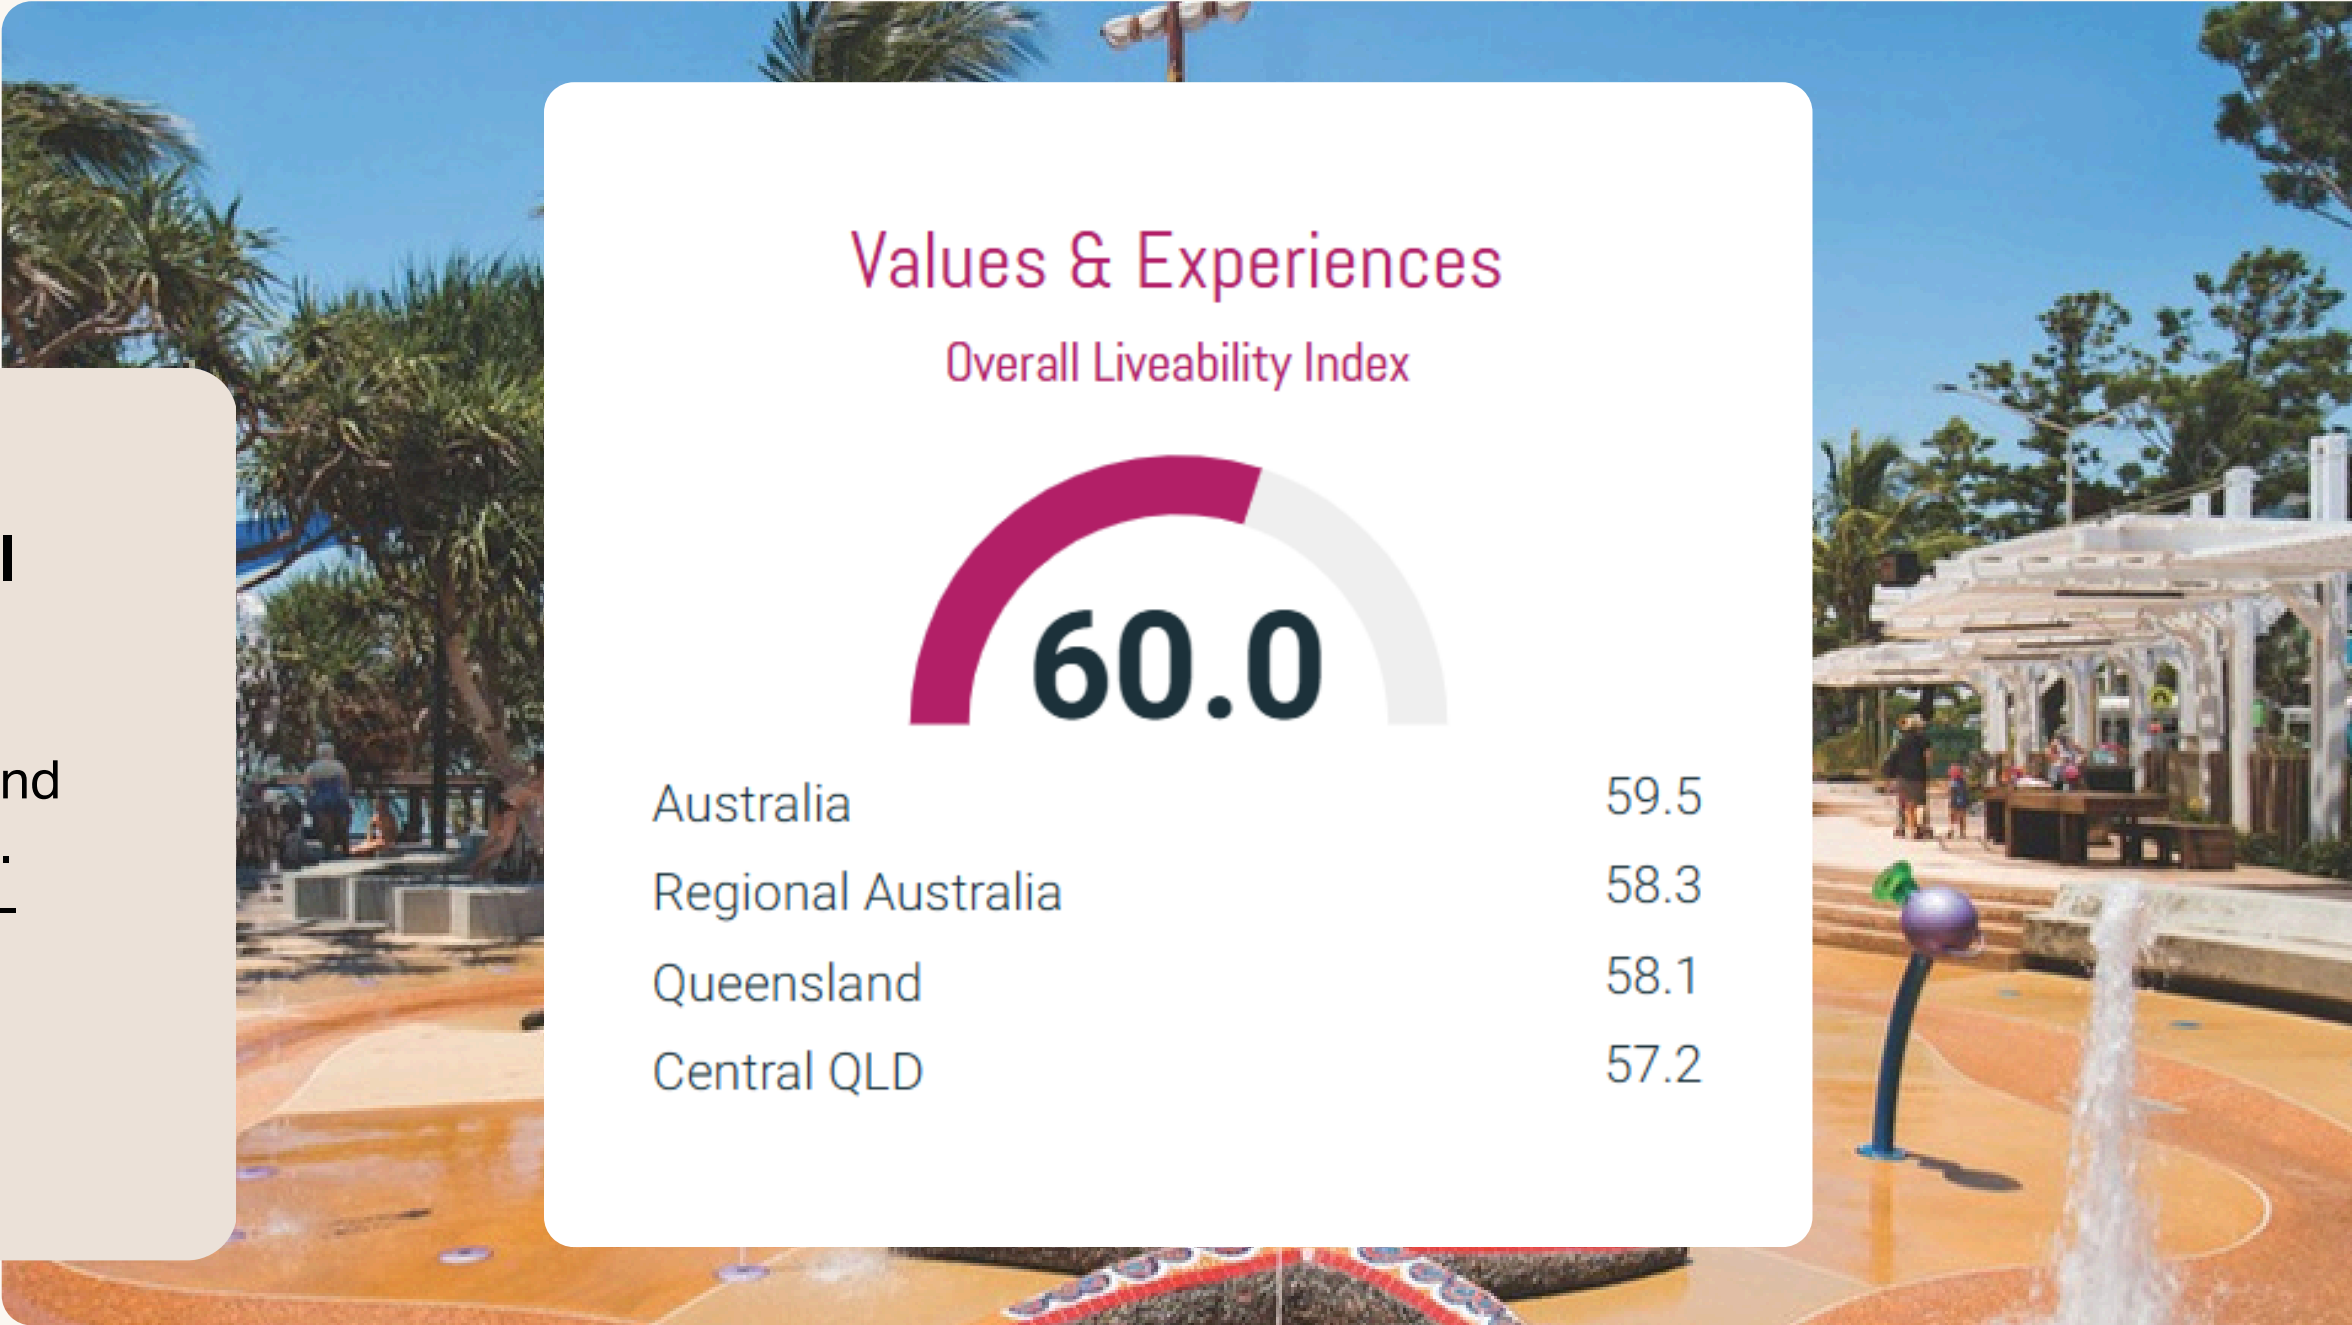 nd
Values & Experiences
Overall Liveability Index
60.0
Australia 59.5
Regional Australia 58.3
Queensland 58.1
Central QLD 57.2